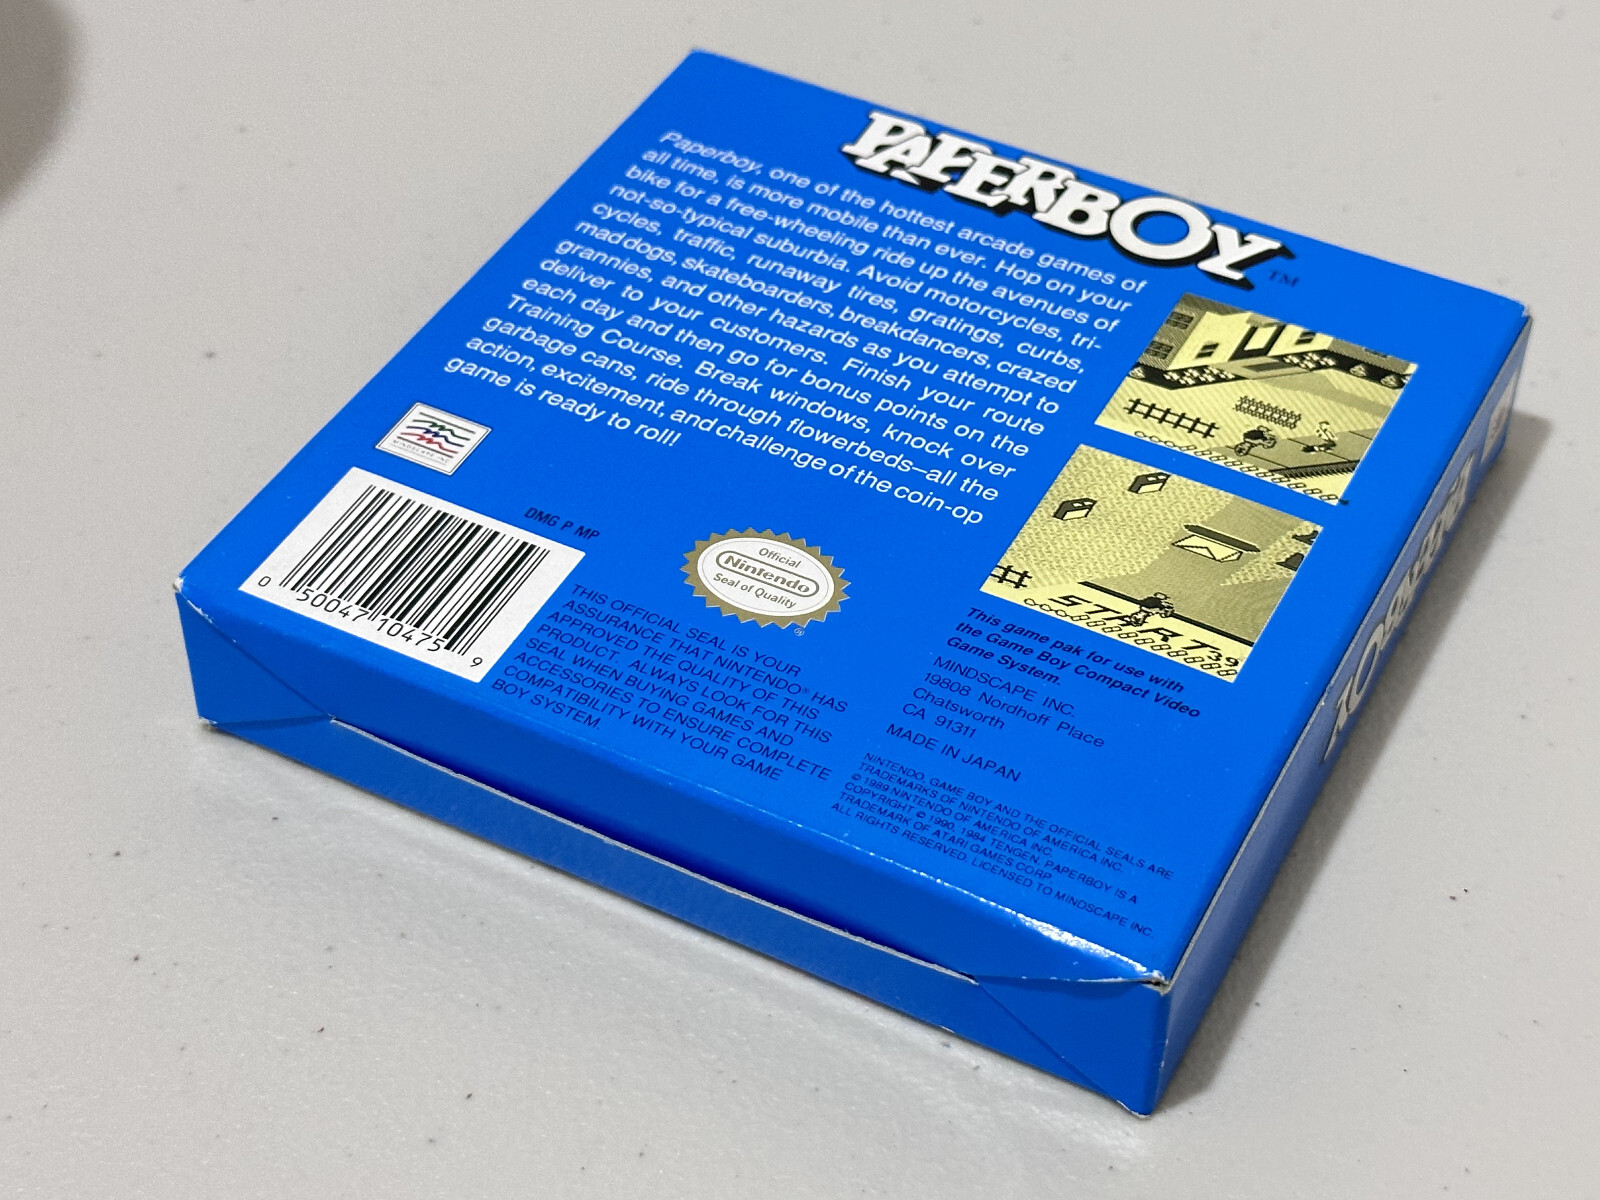 PAPERBOY™
Paperboy, one of the hottest arcade games of
all time, is more mobile than ever. Hop on your
bike for a free-wheeling ride up the avenues of
not-so-typical suburbia. Avoid motorcycles, tri-
cycles, traffic, runaway tires, gratings, curbs,
mad dogs, skateboarders, breakdancers, crazed
grannies, and other hazards as you attempt to
deliver to your customers. Finish your route
each day and then go for bonus points on the
Training Course. Break windows, knock over
garbage cans, ride through flowerbeds—all the
action, excitement, and challenge of the coin-op
game is ready to roll!
MINDSCAPE INC.
DMG P MP
0 50047 10475 9
Official
Nintendo
Seal of Quality
®
THIS OFFICIAL SEAL IS YOUR
ASSURANCE THAT NINTENDO® HAS
APPROVED THE QUALITY OF THIS
PRODUCT. ALWAYS LOOK FOR THIS
SEAL WHEN BUYING GAMES AND
ACCESSORIES TO ENSURE COMPLETE
COMPATIBILITY WITH YOUR GAME
BOY SYSTEM.
START
39
This game pak for use with
the Game Boy Compact Video
Game System.
MINDSCAPE INC.
19808 Nordhoff Place
Chatsworth
CA 91311
MADE IN JAPAN
NINTENDO, GAME BOY AND THE OFFICIAL SEALS ARE
TRADEMARKS OF NINTENDO OF AMERICA INC.
© 1989 NINTENDO OF AMERICA INC.
COPYRIGHT © 1990, 1984 TENGEN. PAPERBOY IS A
TRADEMARK OF ATARI GAMES CORP.
ALL RIGHTS RESERVED. LICENSED TO MINDSCAPE INC.
PAPERBOY